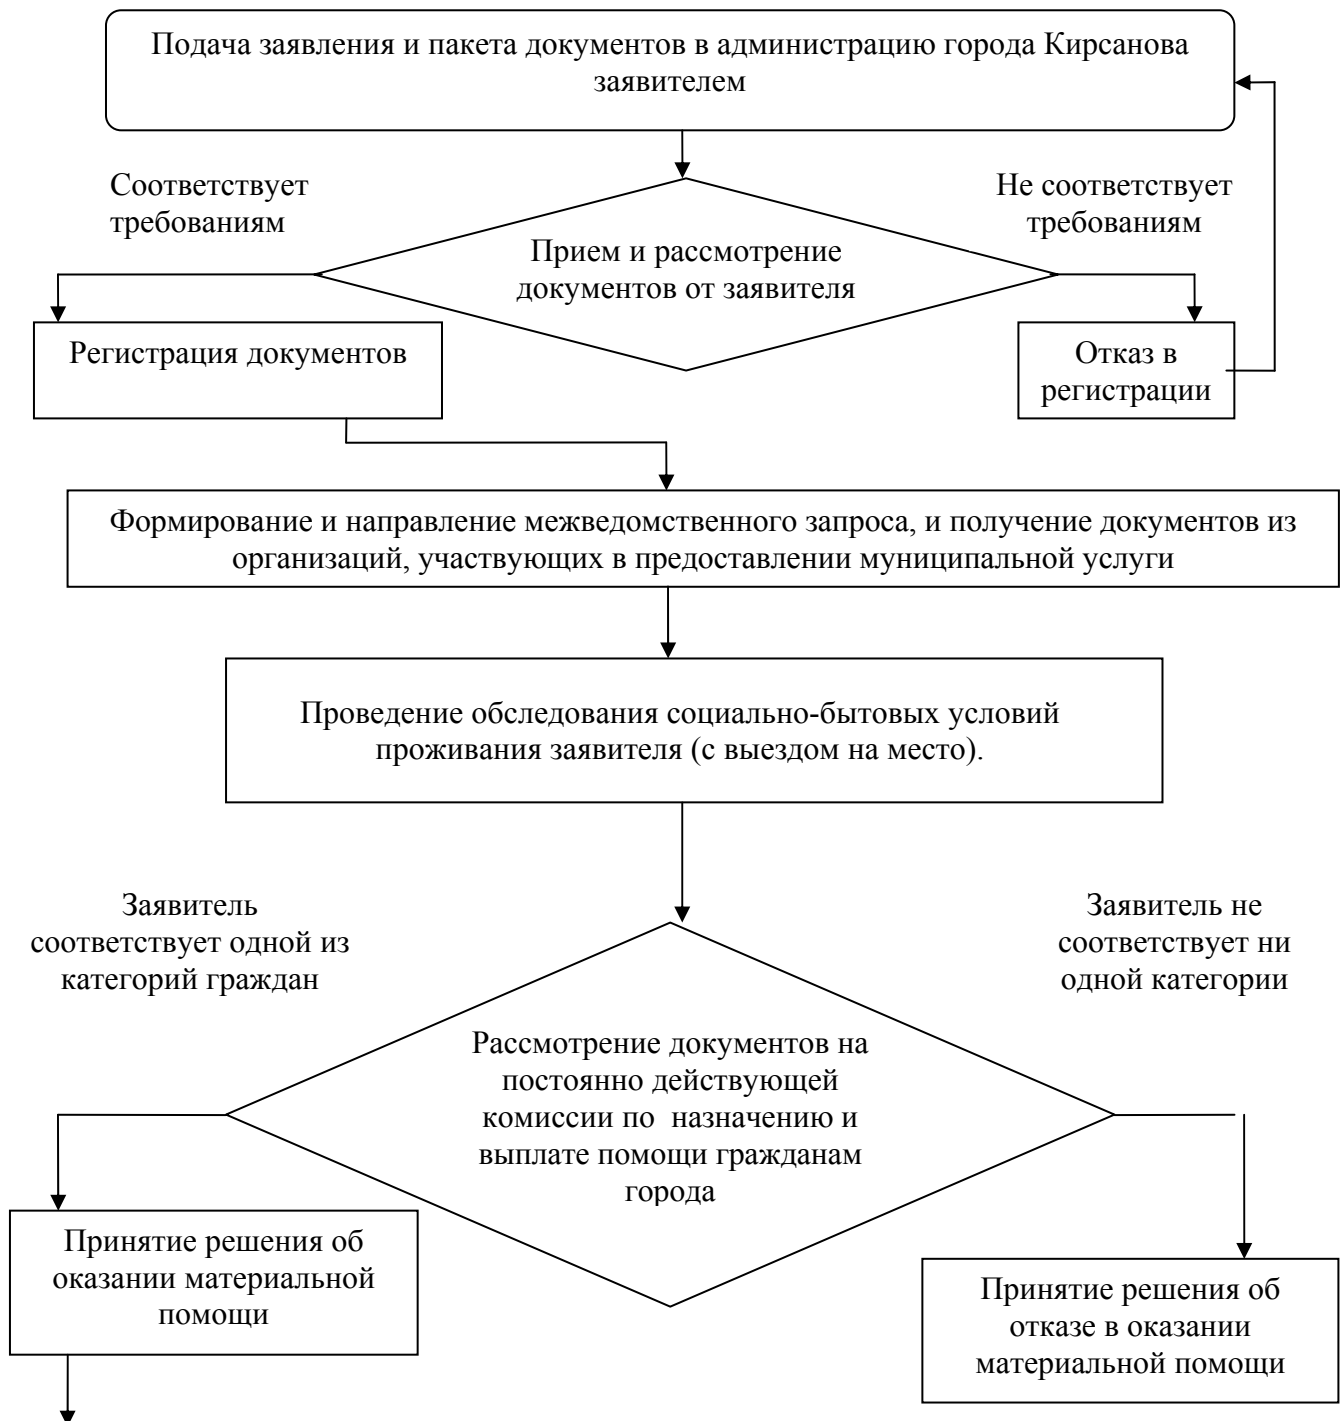 Подача заявления и пакета документов в администрацию города Кирсанова
заявителем
Соответствует
требованиям
Не соответствует
требованиям
Прием и рассмотрение
документов от заявителя
Регистрация документов
Отказ в
регистрации
Формирование и направление межведомственного запроса, и получение документов из
организаций, участвующих в предоставлении муниципальной услуги
Проведение обследования социально-бытовых условий
проживания заявителя (с выездом на место).
Заявитель
соответствует одной из
категорий граждан
Заявитель не
соответствует ни
одной категории
Рассмотрение документов на
постоянно действующей
комиссии по  назначению и
выплате помощи гражданам
города
Принятие решения об
оказании материальной
помощи
Принятие решения об
отказе в оказании
материальной помощи